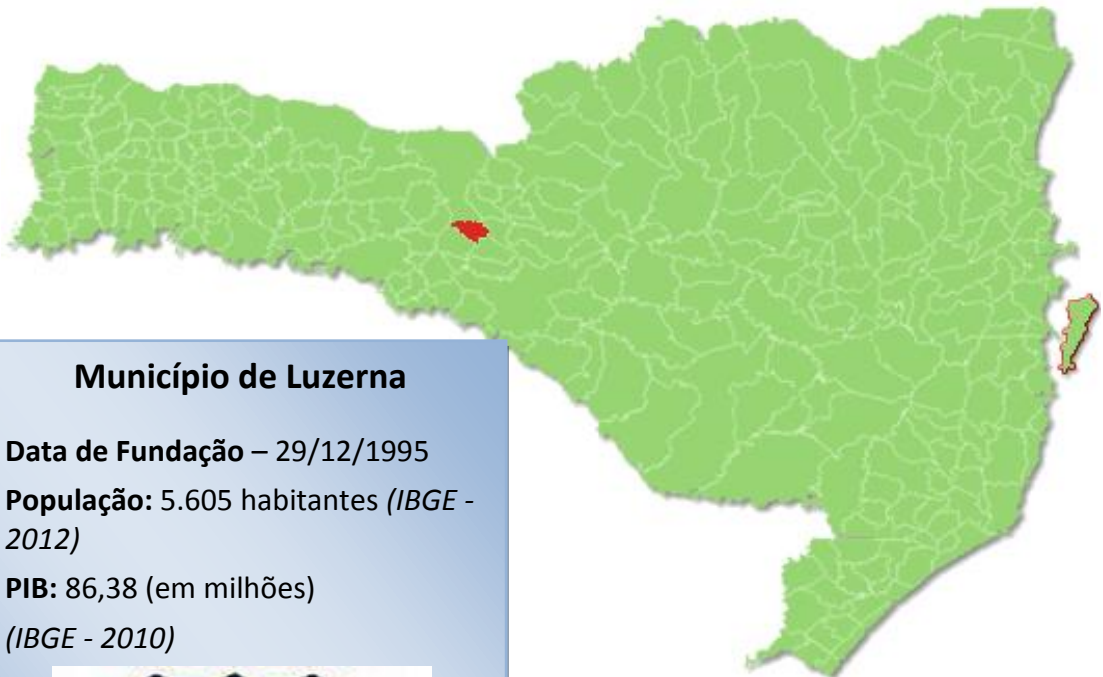 Município de Luzerna
Data de Fundação – 29/12/1995
População: 5.605 habitantes (IBGE -
2012)
PIB: 86,38 (em milhões)
(IBGE - 2010)